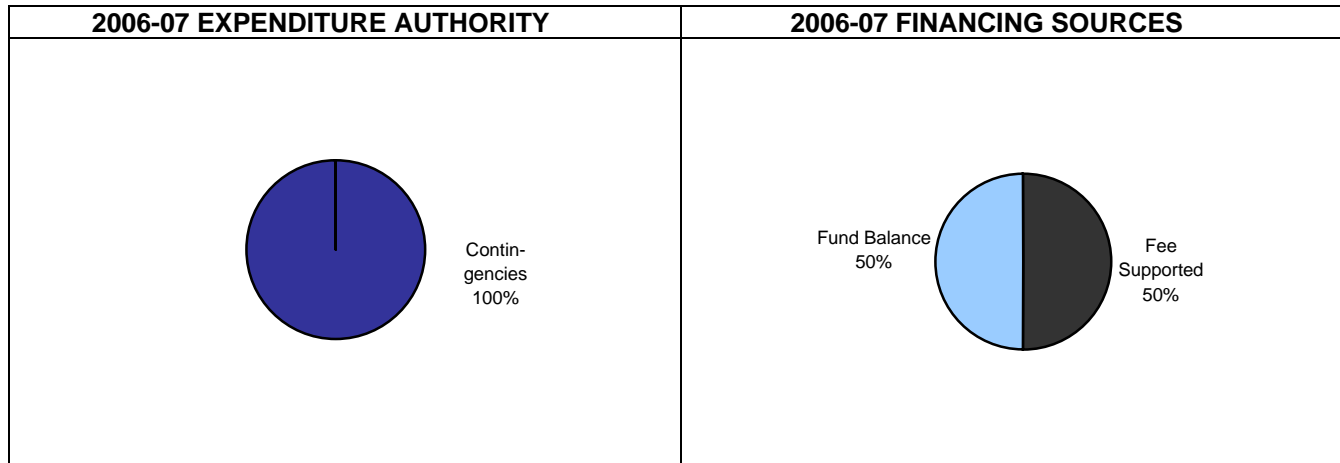 2006-07 EXPENDITURE AUTHORITY
2006-07 FINANCING SOURCES
Contin-
gencies
100%
Fund Balance
50%
Fee
Supported
50%